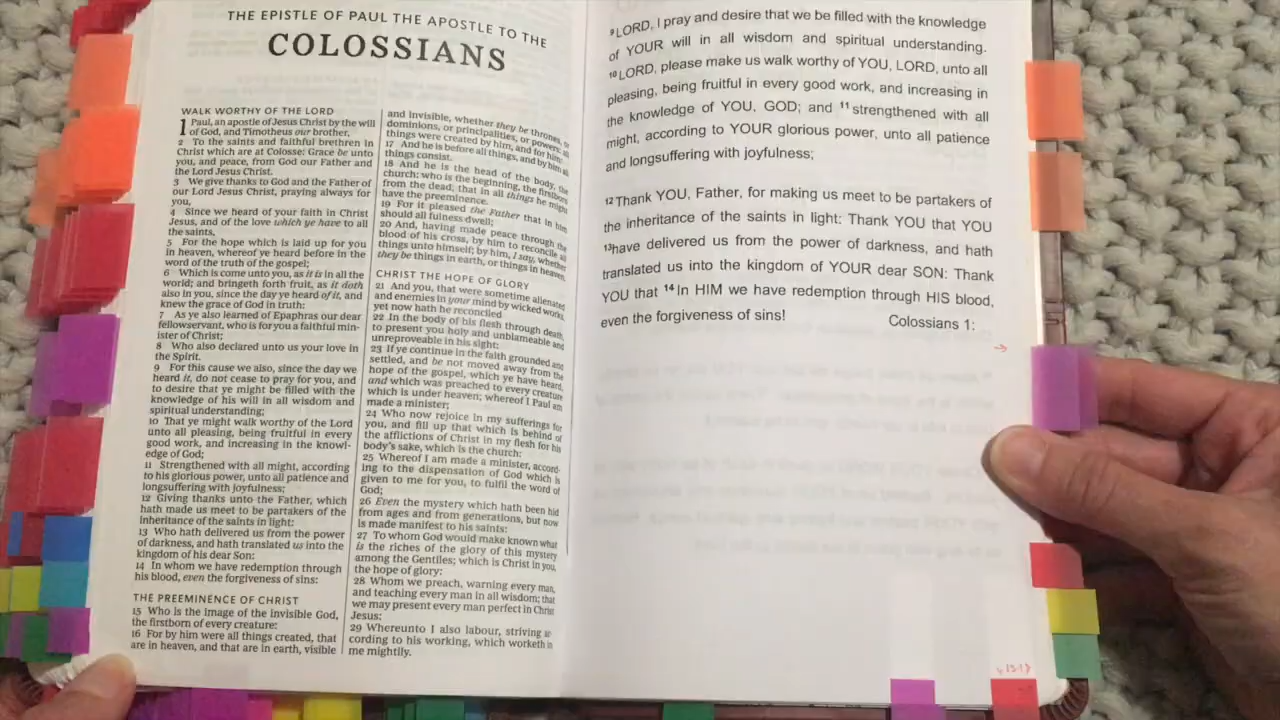 THE EPISTLE OF PAUL THE APOSTLE TO THE
COLOSSIANS
WALK WORTHY OF THE LORD
1 Paul, an apostle of Jesus Christ by the will
of God, and Timotheus our brother,
2 To the saints and faithful brethren in
Christ which are at Colosse: Grace be unto
you, and peace, from God our Father and
the Lord Jesus Christ.
3 We give thanks to God and the Father of
our Lord Jesus Christ, praying always for
you,
4 Since we heard of your faith in Christ
Jesus, and of the love which ye have to all
the saints,
5 For the hope which is laid up for you
in heaven, whereof ye heard before in the
word of the truth of the gospel;
6 Which is come unto you, as it is in all the
world; and bringeth forth fruit, as it doth
also in you, since the day ye heard of it, and
knew the grace of God in truth:
7 As ye also learned of Epaphras our dear
fellowservant, who is for you a faithful min-
ister of Christ;
8 Who also declared unto us your love in
the Spirit.
9 For this cause we also, since the day we
heard it, do not cease to pray for you, and
to desire that ye might be filled with the
knowledge of his will in all wisdom and
spiritual understanding;
10 That ye might walk worthy of the Lord
unto all pleasing, being fruitful in every
good work, and increasing in the knowl-
edge of God;
11 Strengthened with all might, according
to his glorious power, unto all patience and
longsuffering with joyfulness;
12 Giving thanks unto the Father, which
hath made us meet to be partakers of the
inheritance of the saints in light:
13 Who hath delivered us from the power
of darkness, and hath translated us into the
kingdom of his dear Son:
14 In whom we have redemption through
his blood, even the forgiveness of sins:
THE PREEMINENCE OF CHRIST
15 Who is the image of the invisible God,
the firstborn of every creature:
16 For by him were all things created, that
are in heaven, and that are in earth, visible
and invisible, whether they be thrones, or
dominions, or principalities, or powers: all
things were created by him, and for him:
17 And he is before all things, and by him all
things consist.
18 And he is the head of the body, the
church: who is the beginning, the firstborn
from the dead; that in all things he might
have the preeminence.
19 For it pleased the Father that in him
should all fulness dwell;
20 And, having made peace through the
blood of his cross, by him to reconcile all
things unto himself; by him, I say, whether
they be things in earth, or things in heaven.
CHRIST THE HOPE OF GLORY
21 And you, that were sometime alienated
and enemies in your mind by wicked works,
yet now hath he reconciled
22 In the body of his flesh through death,
to present you holy and unblameable and
unreproveable in his sight:
23 If ye continue in the faith grounded and
settled, and be not moved away from the
hope of the gospel, which ye have heard,
and which was preached to every creature
which is under heaven; whereof I Paul am
made a minister;
24 Who now rejoice in my sufferings for
you, and fill up that which is behind of
the afflictions of Christ in my flesh for his
body's sake, which is the church:
25 Whereof I am made a minister, accord-
ing to the dispensation of God which is
given to me for you, to fulfil the word of
God;
26 Even the mystery which hath been hid
from ages and from generations, but now
is made manifest to his saints:
27 To whom God would make known what
is the riches of the glory of this mystery
among the Gentiles; which is Christ in you,
the hope of glory:
28 Whom we preach, warning every man,
and teaching every man in all wisdom; that
we may present every man perfect in Christ
Jesus:
29 Whereunto I also labour, striving ac-
cording to his working, which worketh in
me mightily.
9 LORD, I pray and desire that we be filled with the knowledge
of YOUR will in all wisdom and spiritual understanding.
10 LORD, please make us walk worthy of YOU, LORD, unto all
pleasing, being fruitful in every good work, and increasing in
the knowledge of YOU, GOD; and 11 strengthened with all
might, according to YOUR glorious power, unto all patience
and longsuffering with joyfulness;
12 Thank YOU, Father, for making us meet to be partakers of
the inheritance of the saints in light: Thank YOU that YOU
13 have delivered us from the power of darkness, and hath
translated us into the kingdom of YOUR dear SON: Thank
YOU that 14 In HIM we have redemption through HIS blood,
even the forgiveness of sins! Colossians 1: